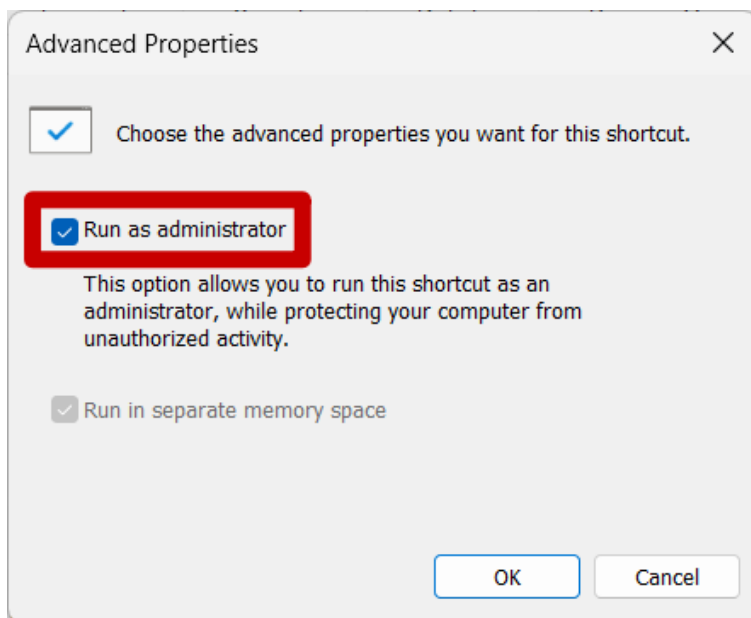 Advanced Properties
Choose the advanced properties you want for this shortcut.
Run as administrator
This option allows you to run this shortcut as an
administrator, while protecting your computer from
unauthorized activity.
Run in separate memory space
OK
Cancel